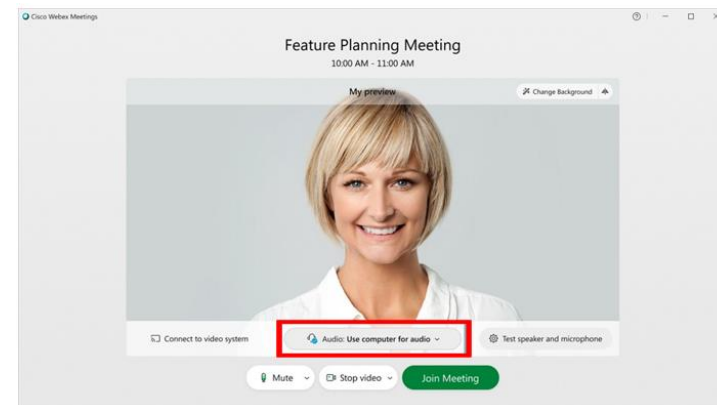 Cisco Webex Meetings
Feature Planning Meeting
10:00 AM - 11:00 AM
My preview
Change Background
Connect to video system
Audio: Use computer for audio
Test speaker and microphone
Mute
Stop video
Join Meeting